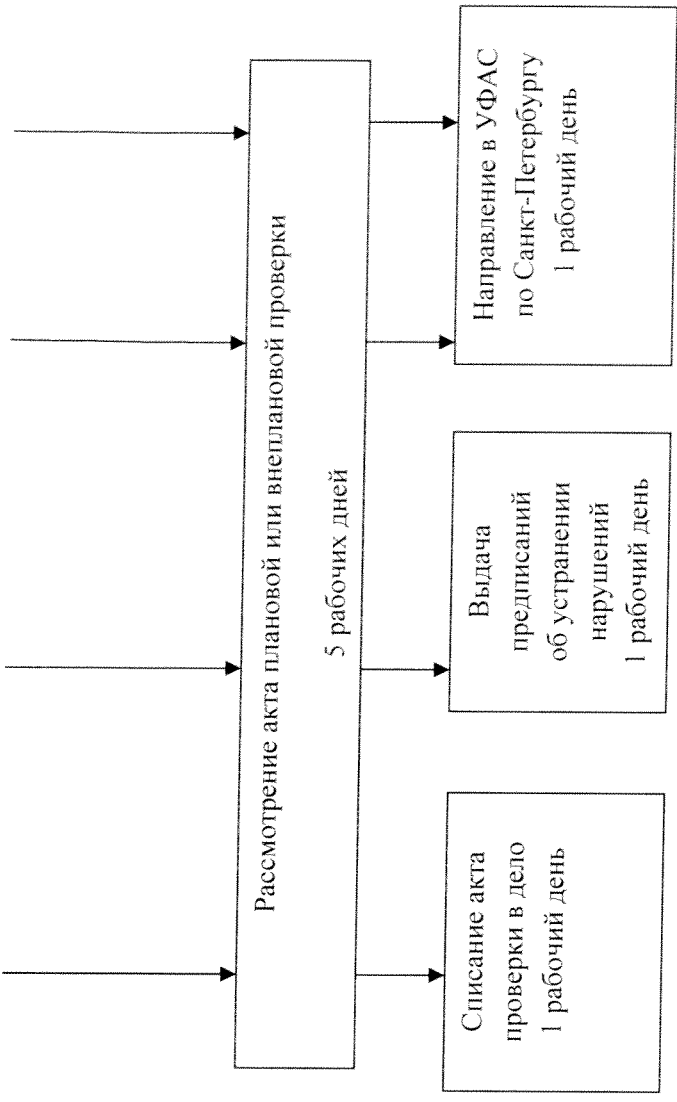 Рассмотрение акта плановой или внеплановой проверки
5 рабочих дней
Списание акта
проверки в дело
1 рабочий день
Выдача
предписаний
об устранении
нарушений
1 рабочий день
Направление в УФАС
по Санкт-Петербургу
1 рабочий день